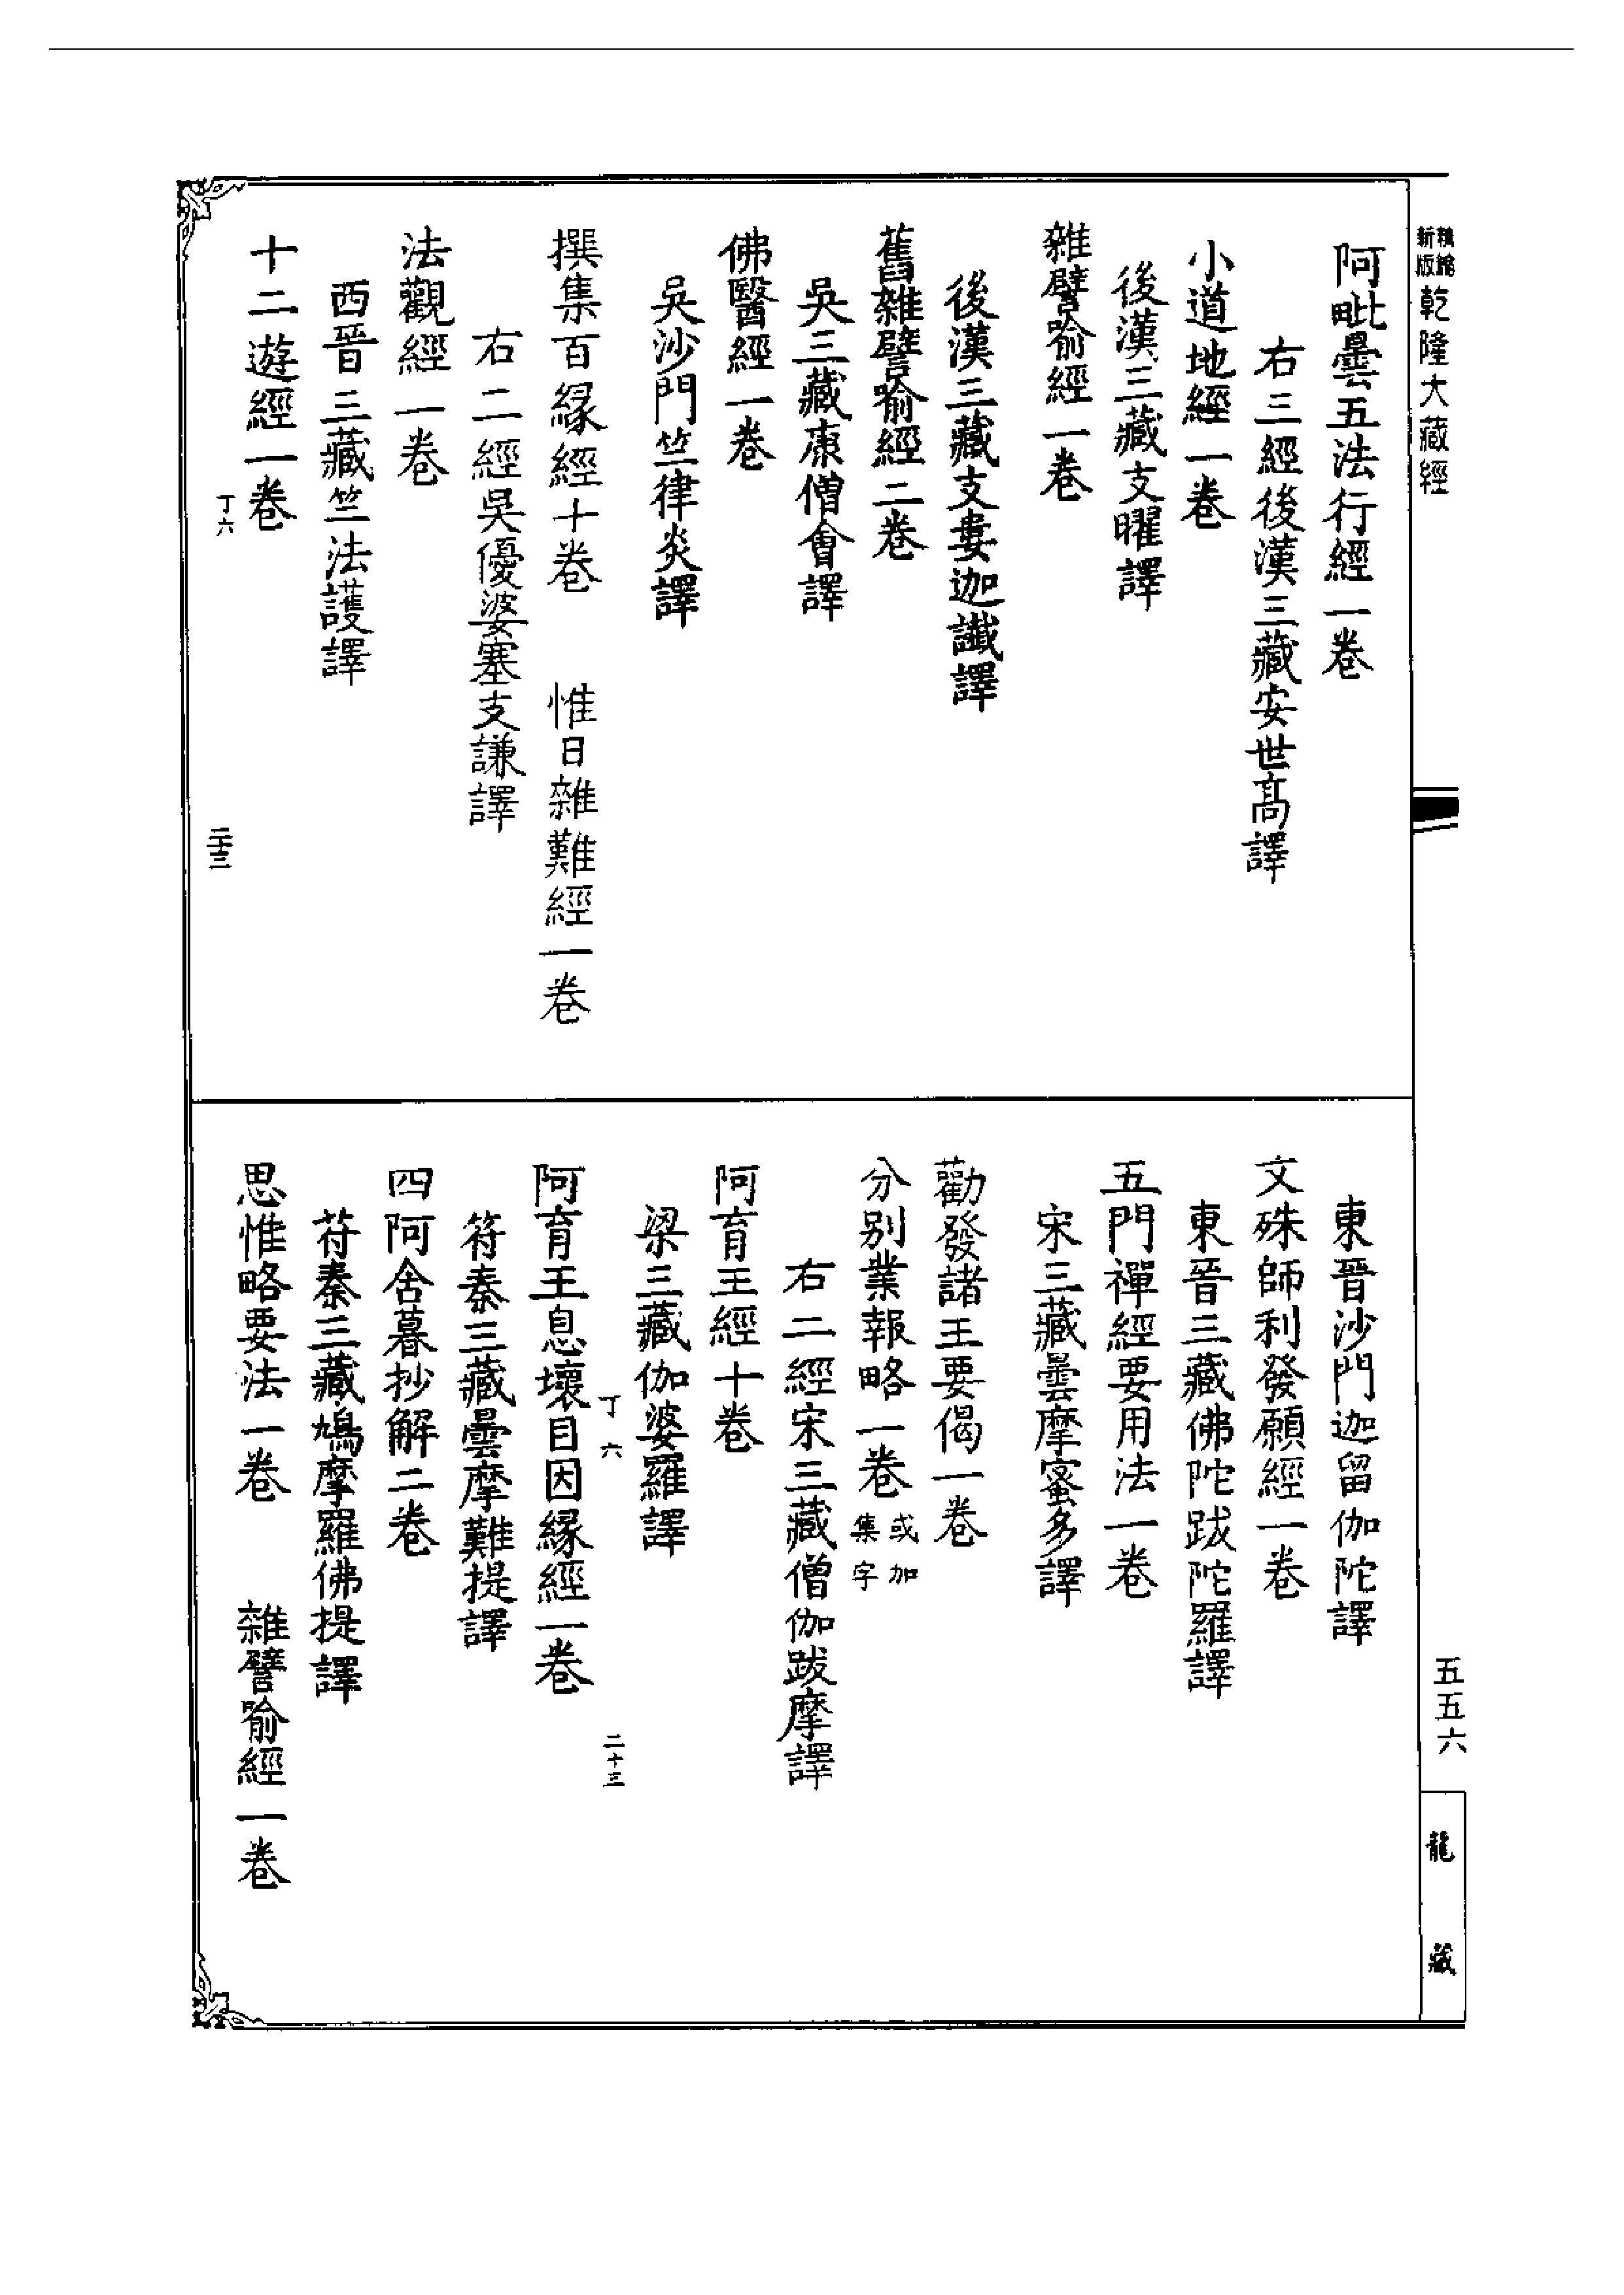 精縮新版乾隆大藏經
阿毗曇五法行經一卷
右三經後漢三藏安世高譯
小道地經一卷
後漢三藏支曜譯
雜譬喻經一卷
後漢三藏支婁迦讖譯
舊雜譬喻經二卷
吳三藏康僧會譯
佛醫經一卷
吳沙門竺律炎譯
撰集百緣經十卷　惟日雜難經一卷
右二經吳優婆塞支謙譯
法觀經一卷
西晉三藏竺法護譯
十二遊經一卷
丁六
二十三
東晉沙門迦留伽陀譯
文殊師利發願經一卷
東晉三藏佛陀跋陀羅譯
五門禪經要用法一卷
宋三藏曇摩蜜多譯
勸發諸王要偈一卷
分別業報略一卷或加集字
右二經宋三藏僧伽跋摩譯
阿育王經十卷
梁三藏伽婆羅譯
丁六
二十三
阿育王息壞目因緣經一卷
符秦三藏曇摩難提譯
四阿含暮抄解二卷
苻秦三藏鳩摩羅佛提譯
思惟略要法一卷　雜譬喻經一卷
五五六
龍藏